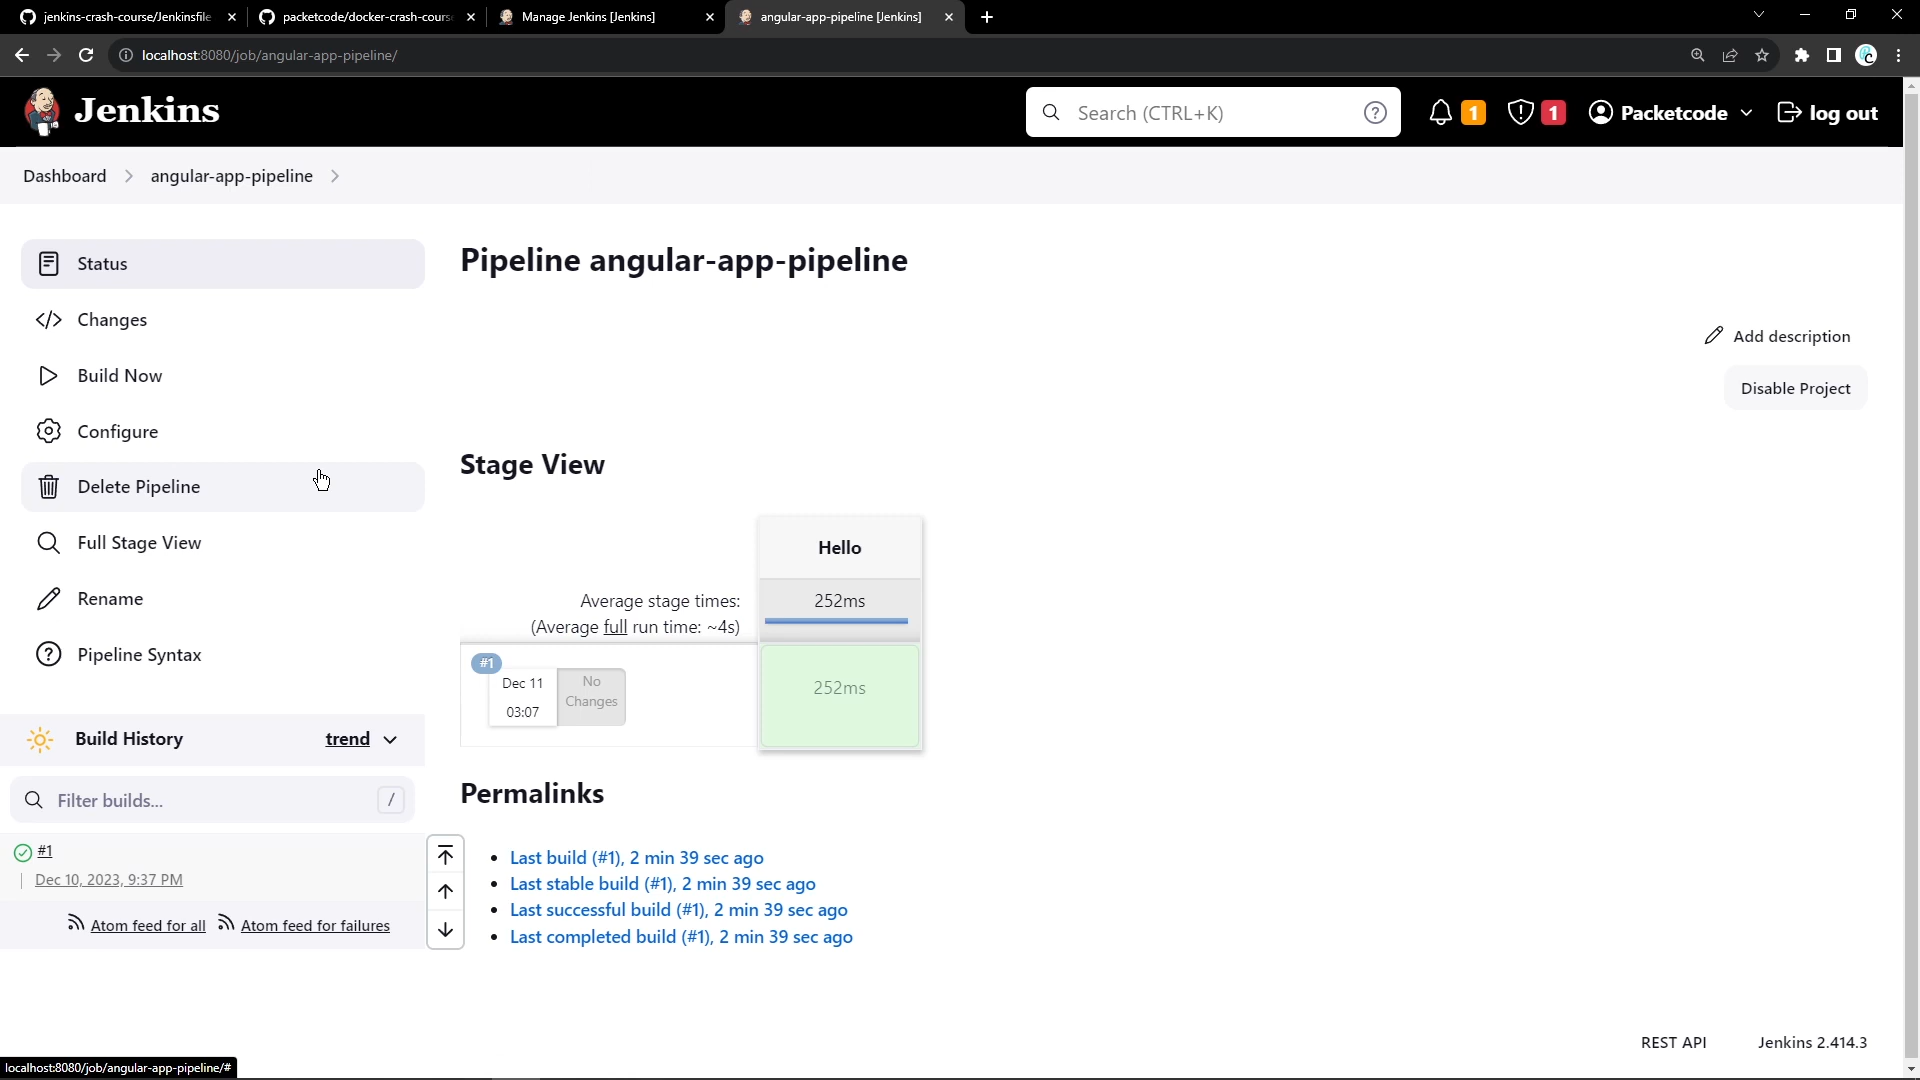 jenkins-crash-course/Jenkinsfile
packetcode/docker-crash-cours
Manage Jenkins [Jenkins]
angular-app-pipeline [Jenkins]
localhost:8080/job/angular-app-pipeline/
Jenkins
Search (CTRL+K)
1
1
Packetcode
log out
Dashboard
angular-app-pipeline
Status
Changes
Build Now
Configure
Delete Pipeline
Full Stage View
Rename
Pipeline Syntax
Build History
trend
Filter builds...
/
#1
Dec 10, 2023, 9:37 PM
Atom feed for all
Atom feed for failures
Pipeline angular-app-pipeline
Add description
Disable Project
Stage View
Hello
Average stage times:
252ms
(Average full run time: ~4s)
#1
Dec 11
03:07
No
Changes
252ms
Permalinks
Last build (#1), 2 min 39 sec ago
Last stable build (#1), 2 min 39 sec ago
Last successful build (#1), 2 min 39 sec ago
Last completed build (#1), 2 min 39 sec ago
REST API
Jenkins 2.414.3
localhost:8080/job/angular-app-pipeline/#